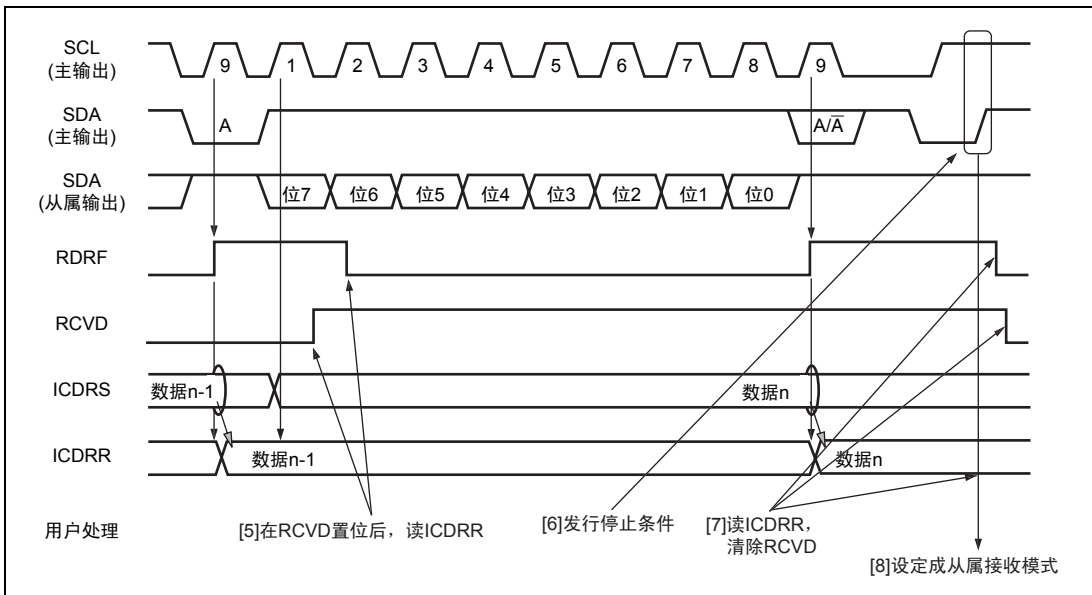 SCL
(主输出)
9 1 2 3 4 5 6 7 8 9
SDA
(主输出)
A A/A̅
SDA
(从属输出)
位7 位6 位5 位4 位3 位2 位1 位0
RDRF
RCVD
ICDRS
数据n-1 数据n
ICDRR
数据n-1 数据n
用户处理
[5]在RCVD置位后，读ICDRR
[6]发行停止条件
[7]读ICDRR，
清除RCVD
[8]设定成从属接收模式